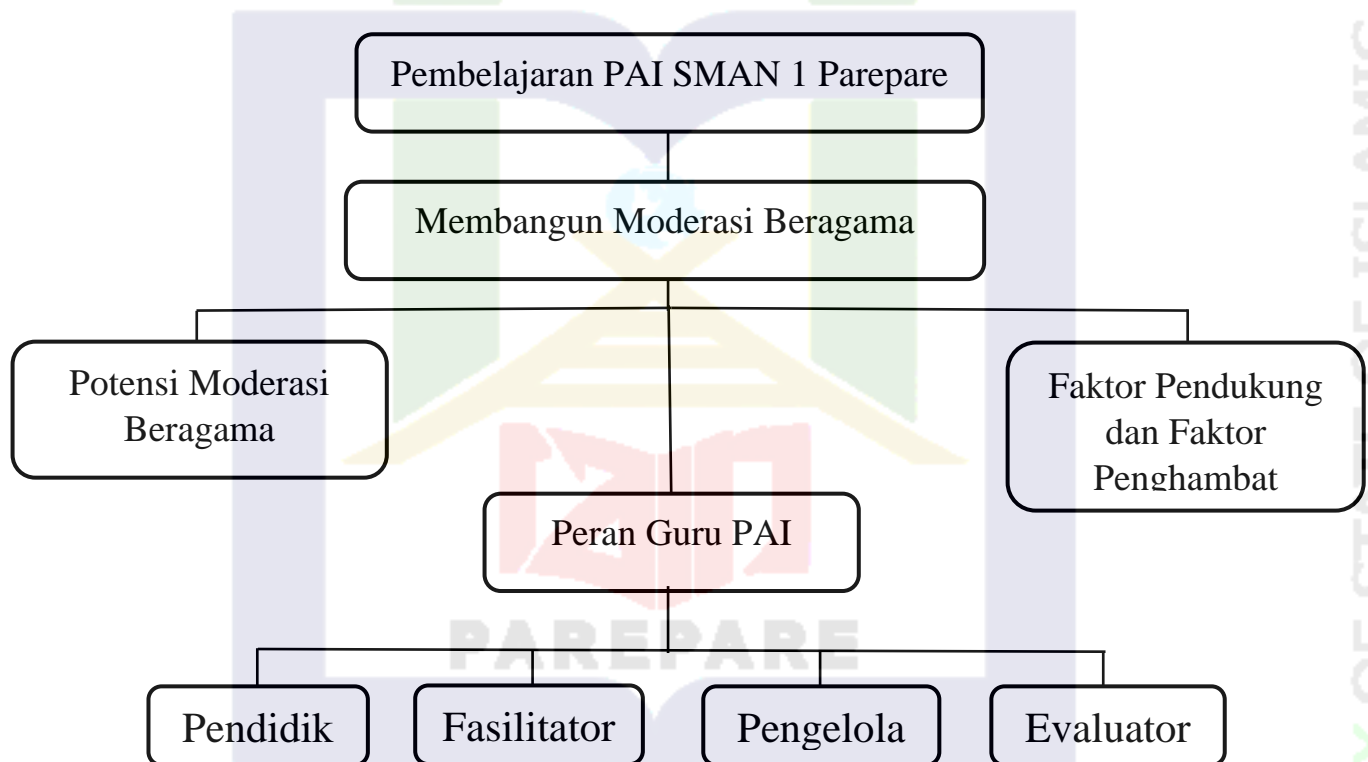 Pembelajaran PAI SMAN 1 Parepare
Membangun Moderasi Beragama
Potensi Moderasi
Beragama
Faktor Pendukung
dan Faktor
Penghambat
Peran Guru PAI
PAREPARE
Pendidik
Fasilitator
Pengelola
Evaluator